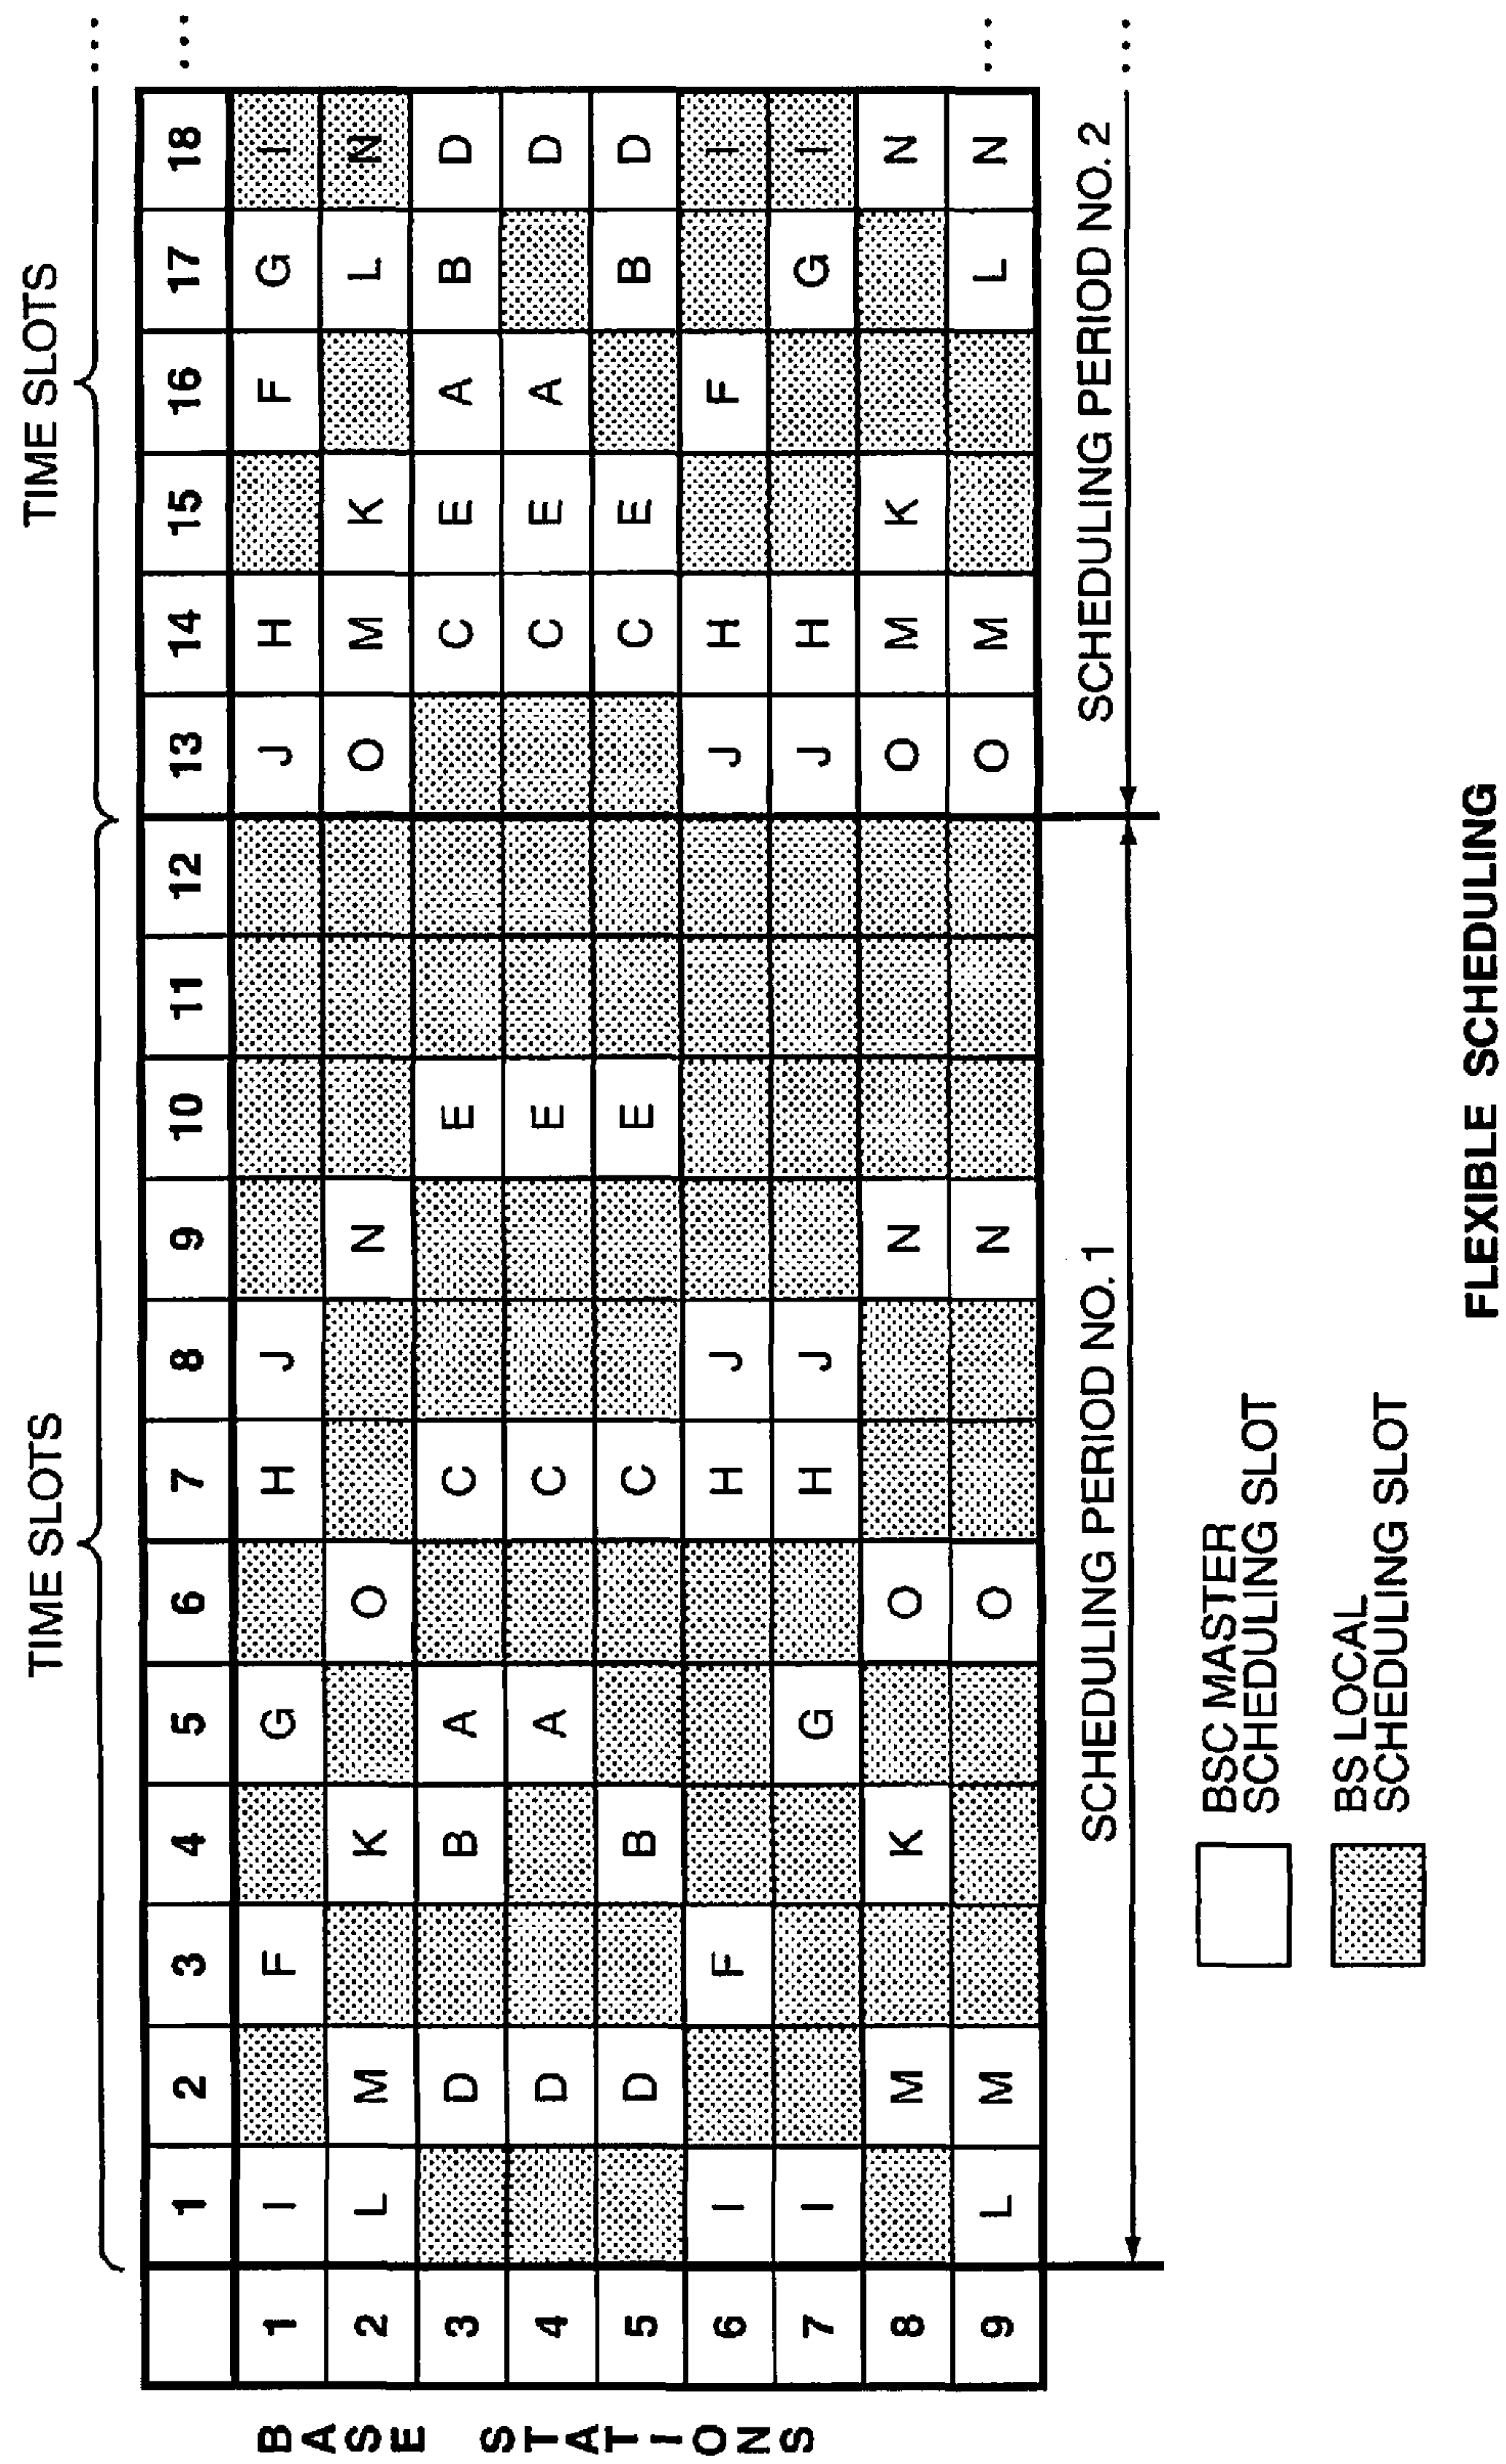 TIME SLOTS TIME SLOTS
... ...
1 2 3 4 5 6 7 8 9 10 11 12 13 14 15 16 17 18 ...
BASE STATIONS
1 I F G H J J H F G I
2 L M K O N O M K L N
3 D B A C E C E A B D
4 D A C E C E A D
5 D B C E C E B D
6 I F H J J H F I
7 I G H J J H G I
8 M K O N O M K N
9 L M O N O M L N ...
SCHEDULING PERIOD NO. 1 SCHEDULING PERIOD NO. 2 ...
BSC MASTER
SCHEDULING SLOT
BS LOCAL
SCHEDULING SLOT
FLEXIBLE SCHEDULING